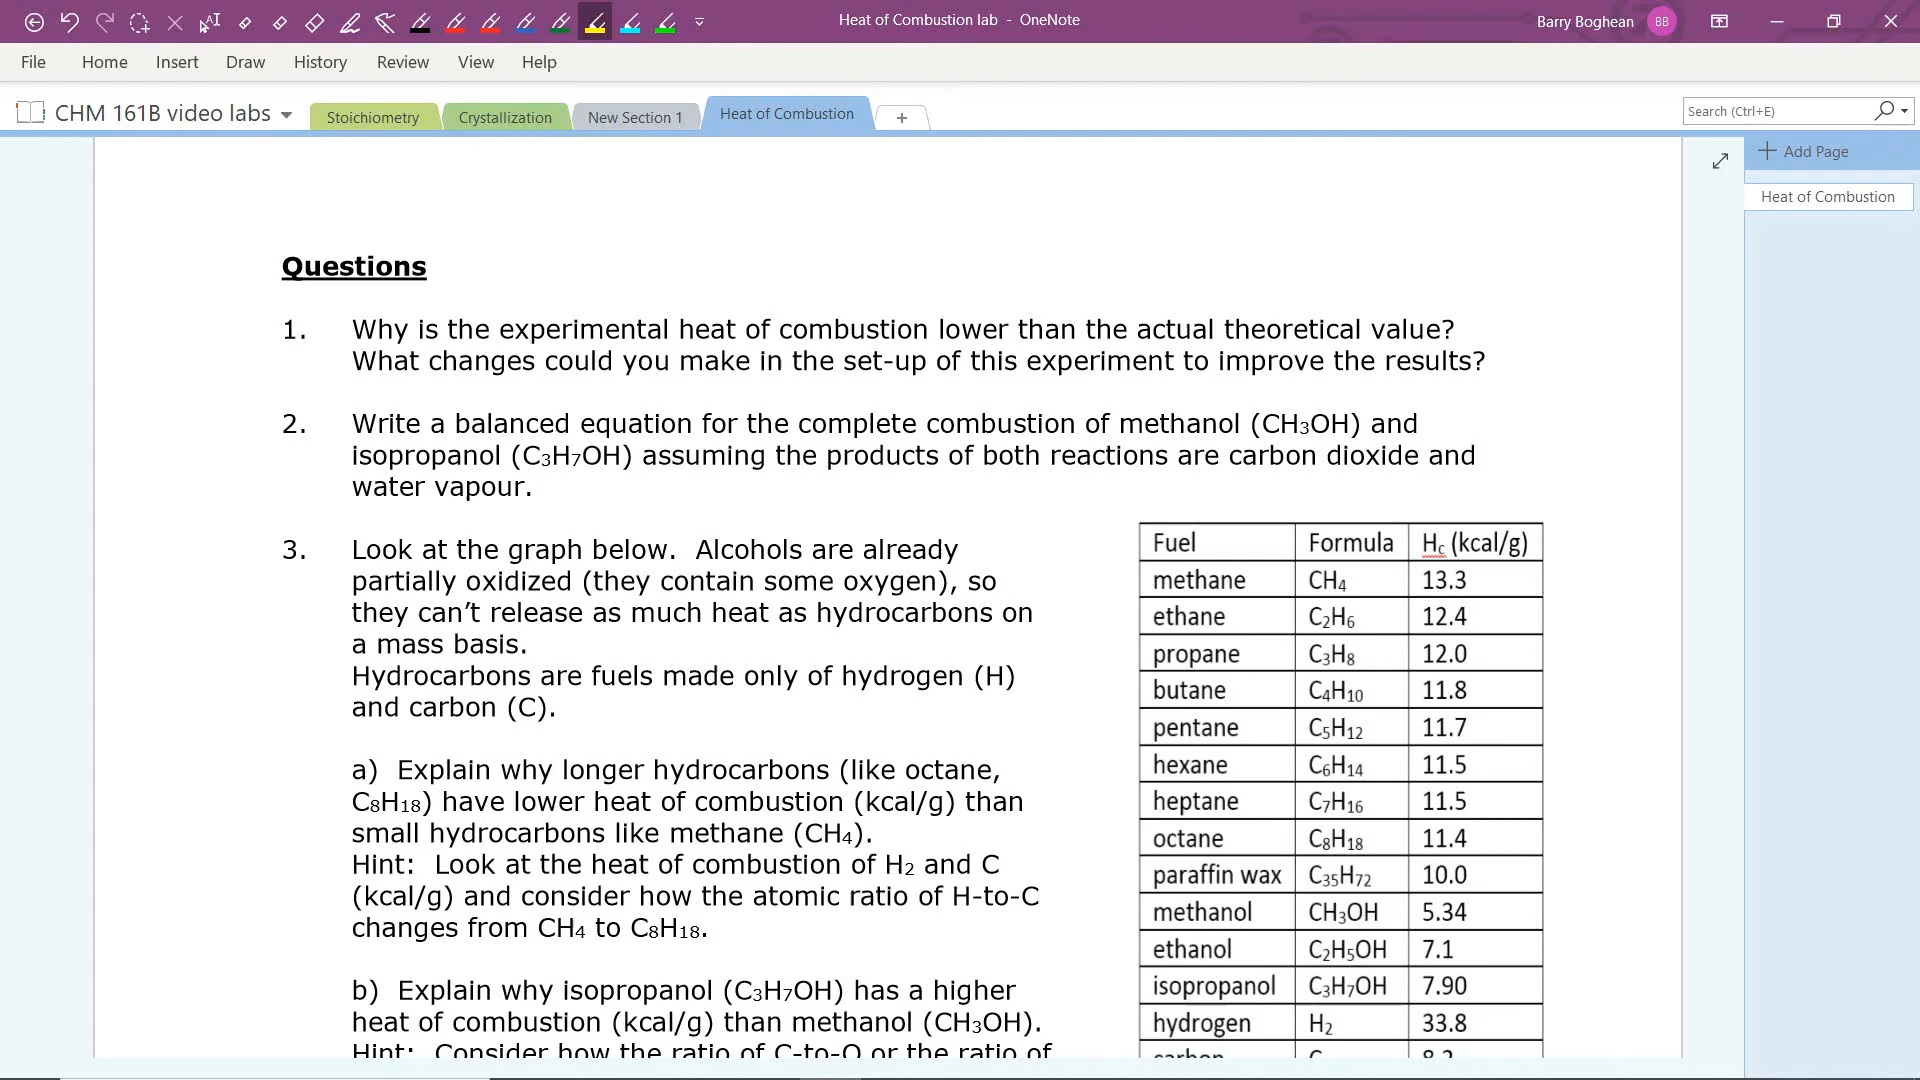 Heat of Combustion lab - OneNote
Barry Boghean
BB
File Home Insert Draw History Review View Help
CHM 161B video labs
Stoichiometry
Crystallization
New Section 1
Heat of Combustion
+
Search (Ctrl+E)
Add Page
Heat of Combustion
Questions
1. Why is the experimental heat of combustion lower than the actual theoretical value?
What changes could you make in the set-up of this experiment to improve the results?
2. Write a balanced equation for the complete combustion of methanol (CH₃OH) and
isopropanol (C₃H₇OH) assuming the products of both reactions are carbon dioxide and
water vapour.
3. Look at the graph below. Alcohols are already
partially oxidized (they contain some oxygen), so
they can't release as much heat as hydrocarbons on
a mass basis.
Hydrocarbons are fuels made only of hydrogen (H)
and carbon (C).
a) Explain why longer hydrocarbons (like octane,
C₈H₁₈) have lower heat of combustion (kcal/g) than
small hydrocarbons like methane (CH₄).
Hint: Look at the heat of combustion of H₂ and C
(kcal/g) and consider how the atomic ratio of H-to-C
changes from CH₄ to C₈H₁₈.
b) Explain why isopropanol (C₃H₇OH) has a higher
heat of combustion (kcal/g) than methanol (CH₃OH).
Hint: Consider how the ratio of C-to-O or the ratio of
Fuel Formula H꜀ (kcal/g)
methane CH₄ 13.3
ethane C₂H₆ 12.4
propane C₃H₈ 12.0
butane C₄H₁₀ 11.8
pentane C₅H₁₂ 11.7
hexane C₆H₁₄ 11.5
heptane C₇H₁₆ 11.5
octane C₈H₁₈ 11.4
paraffin wax C₃₅H₇₂ 10.0
methanol CH₃OH 5.34
ethanol C₂H₅OH 7.1
isopropanol C₃H₇OH 7.90
hydrogen H₂ 33.8
carbon C